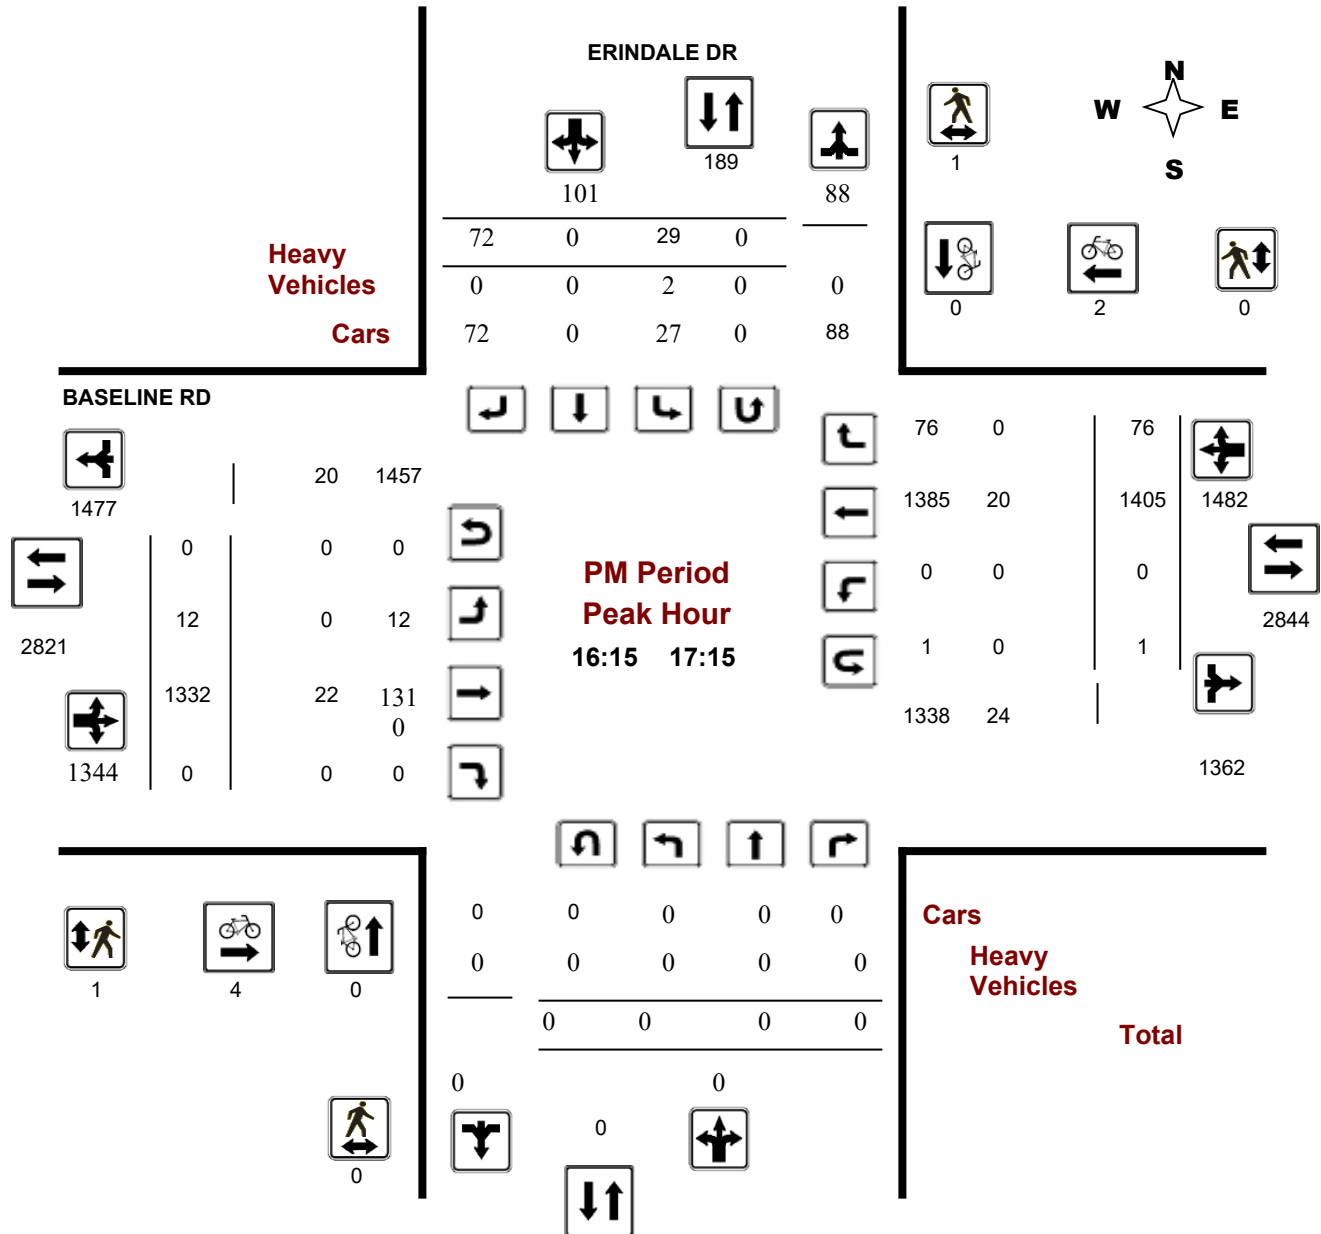 ERINDALE DR
N
W E
S
189
1
101 88
72 0 29 0
Heavy
Vehicles
0 0 2 0 0
0 2 0
Cars
72 0 27 0 88
BASELINE RD
76 0 76
20 1457
1477
1385 20 1405 1482
0 0 0
PM Period
0 0 0
Peak Hour
12 0 12
2821
2844
16:15 17:15
1 0 1
1332 22 131
0
1338 24
1344 0 0 0
1362
0 0 0 0 0
Cars
0 0 0 0 0
Heavy
Vehicles
1 4 0
0 0 0 0
Total
0 0
0
0